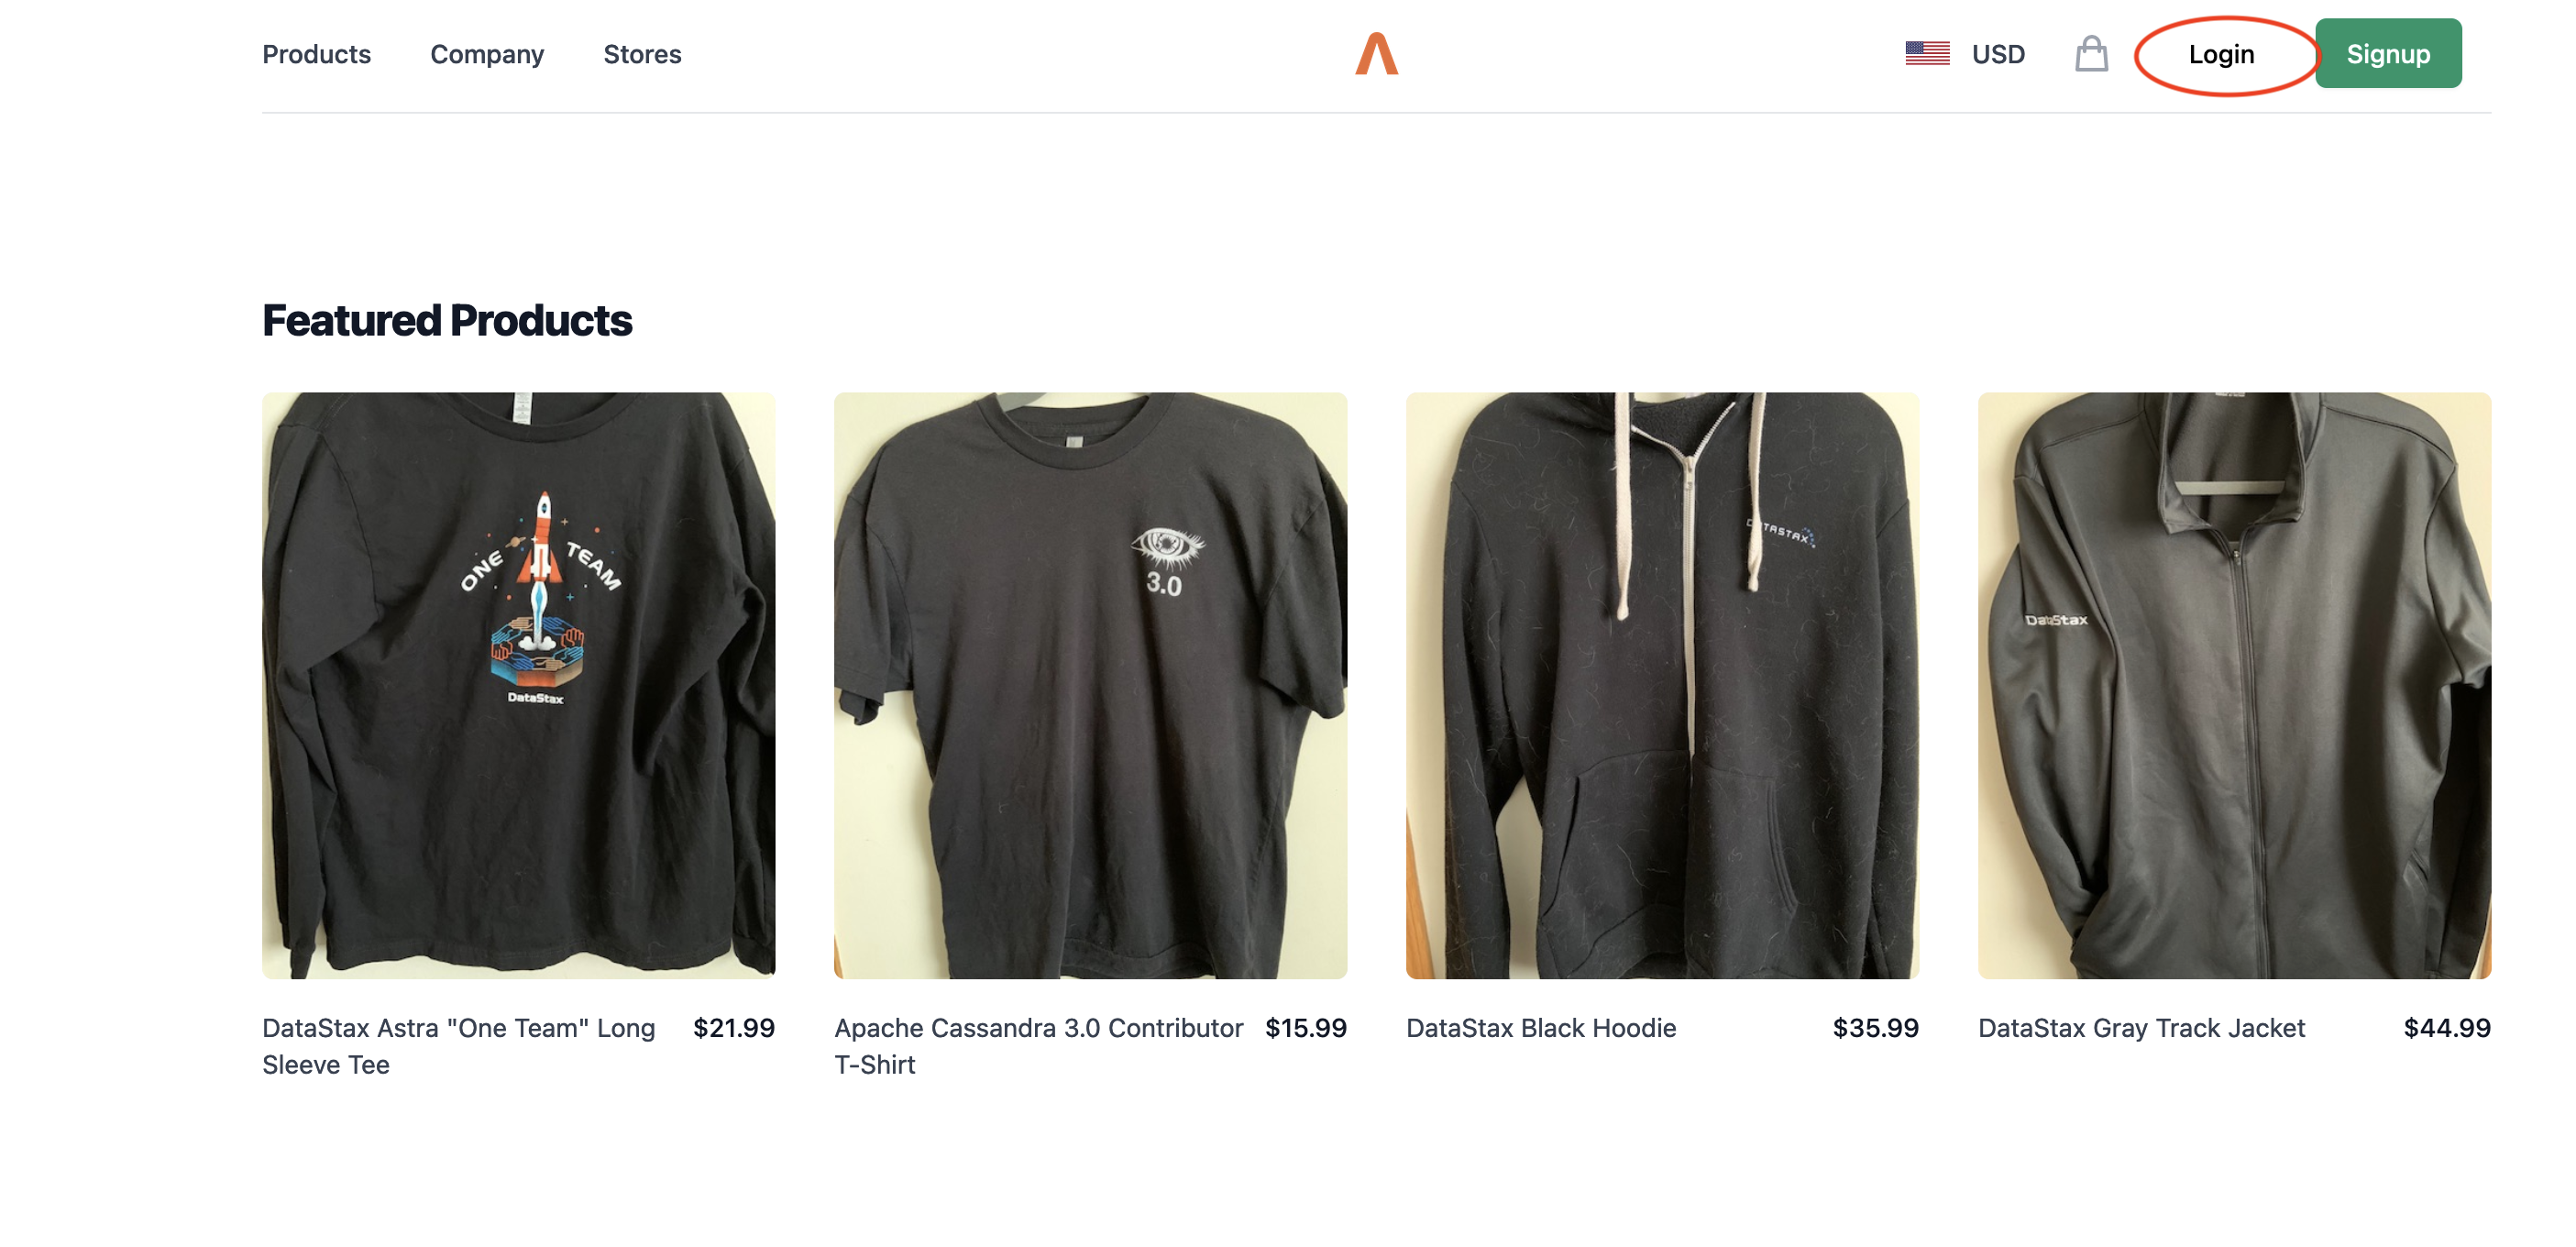 Products Company Stores
USD Login Signup
Featured Products
ONE TEAM
DataStax
3.0
DATASTAX
DataStax
DataStax Astra "One Team" Long $21.99
Sleeve Tee
Apache Cassandra 3.0 Contributor $15.99
T-Shirt
DataStax Black Hoodie $35.99
DataStax Gray Track Jacket $44.99